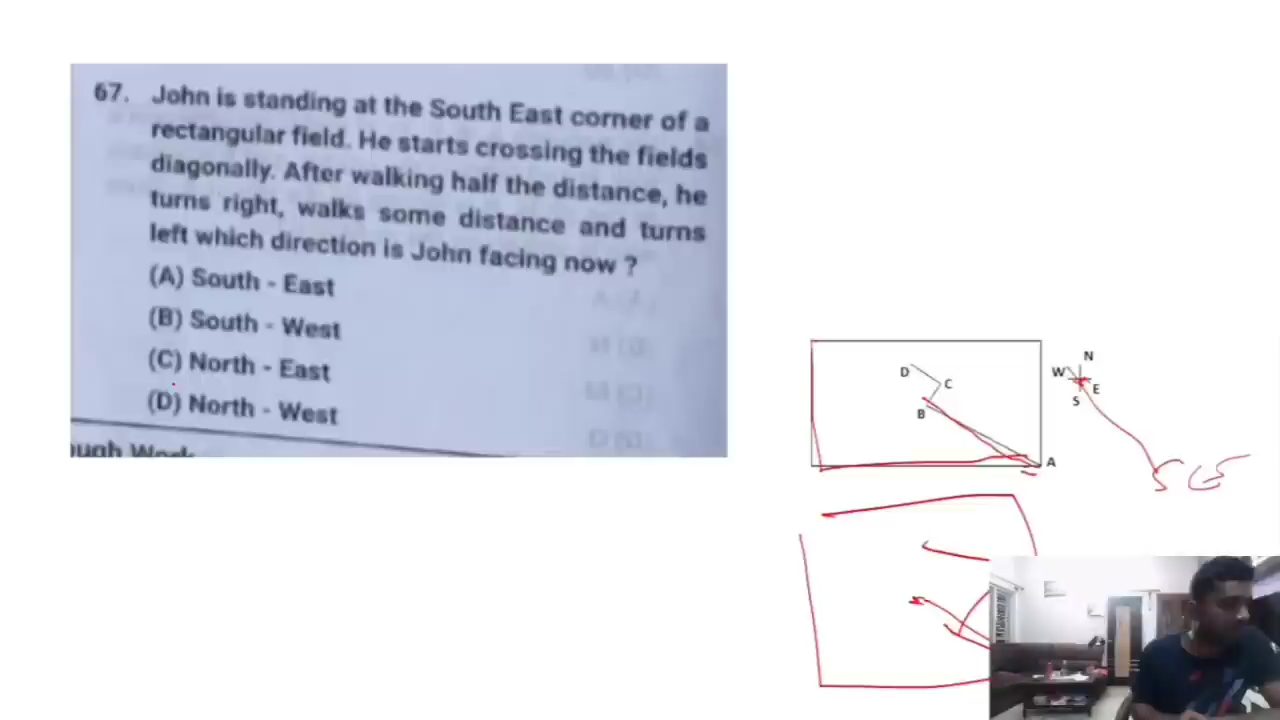 67. John is standing at the South East corner of a
rectangular field. He starts crossing the fields
diagonally. After walking half the distance, he
turns right, walks some distance and turns
left which direction is John facing now ?
(A) South - East
(B) South - West
(C) North - East
(D) North - West
N
W
E
S
D
C
B
A